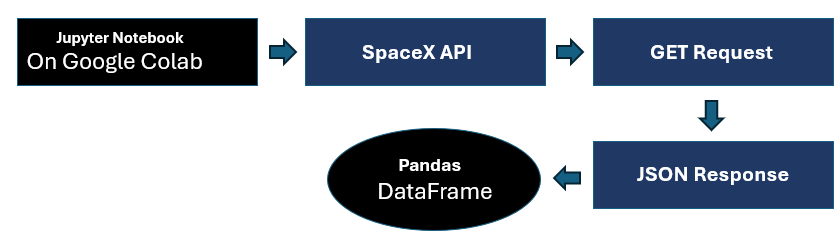 Jupyter Notebook
On Google Colab
SpaceX API
GET Request
JSON Response
Pandas
DataFrame